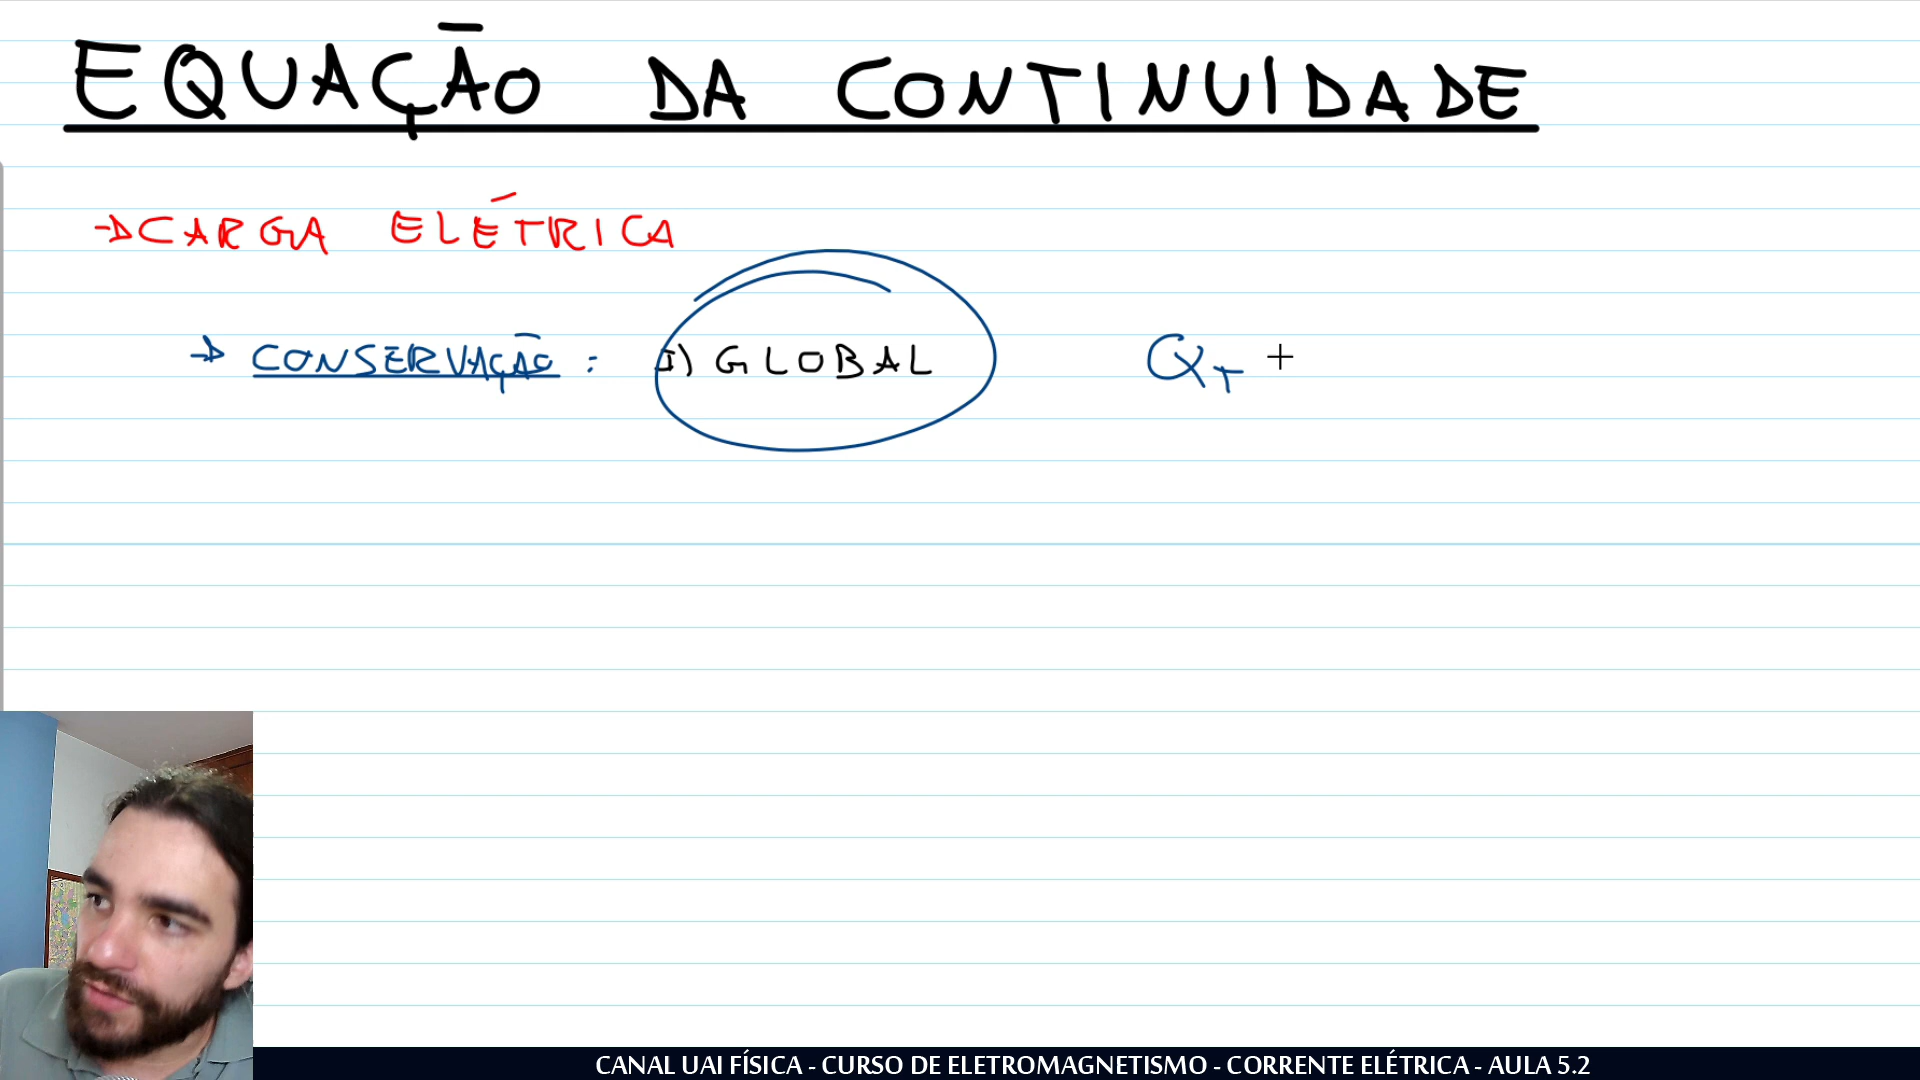 EQUAÇÃO DA CONTINUIDADE
→ CARGA ELÉTRICA
→ CONSERVAÇÃO : I) GLOBAL Q_T
CANAL UAI FÍSICA - CURSO DE ELETROMAGNETISMO - CORRENTE ELÉTRICA - AULA 5.2